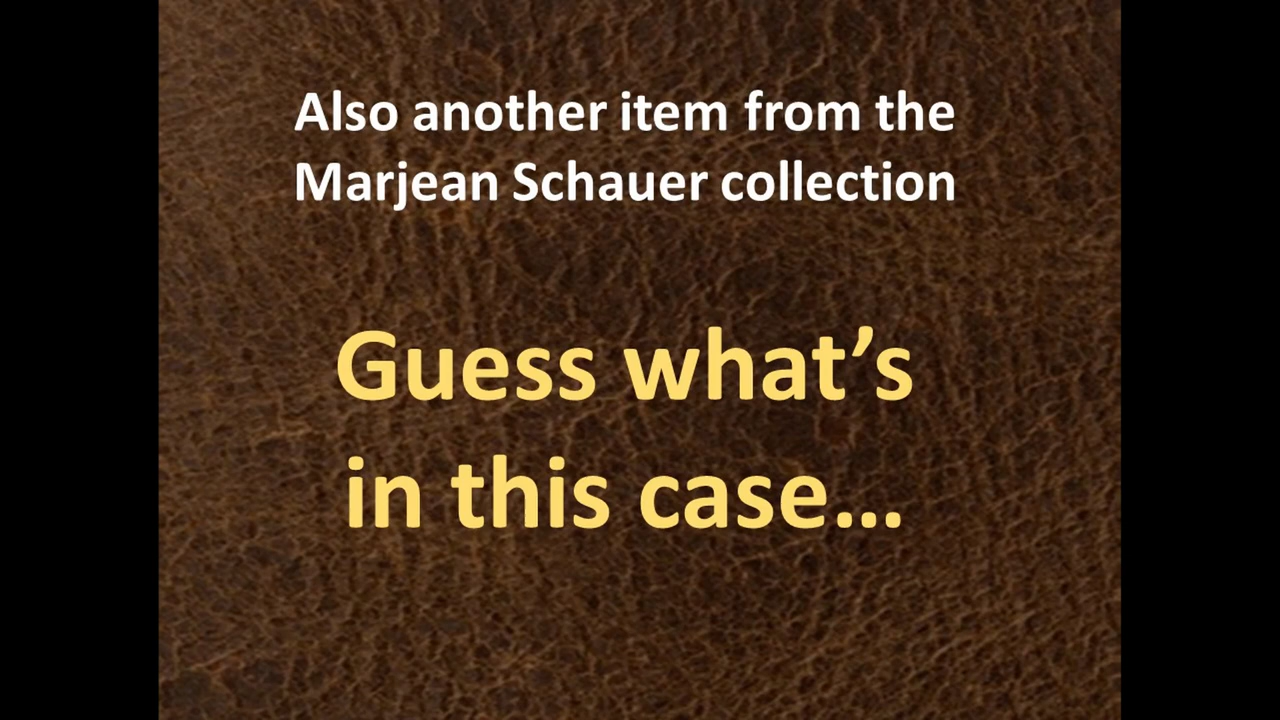 Also another item from the
Marjean Schauer collection
Guess what’s
in this case…